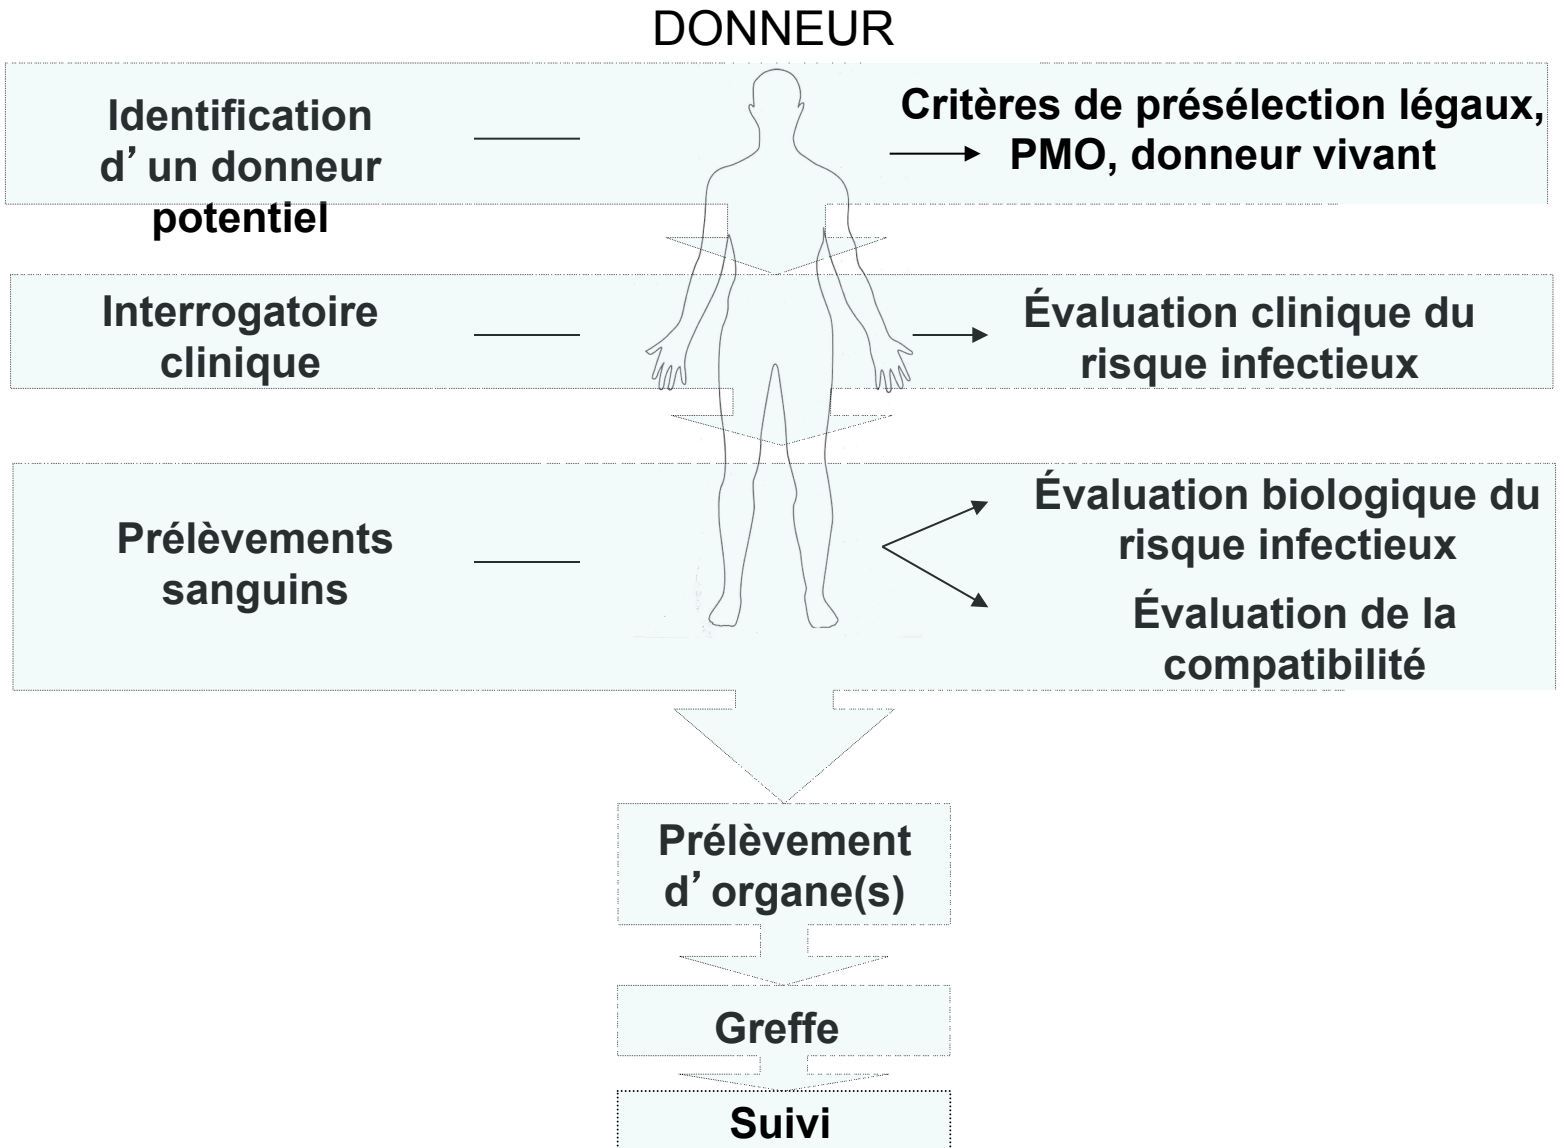 DONNEUR
Identification
d’ un donneur
potentiel
Critères de présélection légaux,
PMO, donneur vivant
Interrogatoire
clinique
Évaluation clinique du
risque infectieux
Prélèvements
sanguins
Évaluation biologique du
risque infectieux
Évaluation de la
compatibilité
Prélèvement
d’ organe(s)
Greffe
Suivi